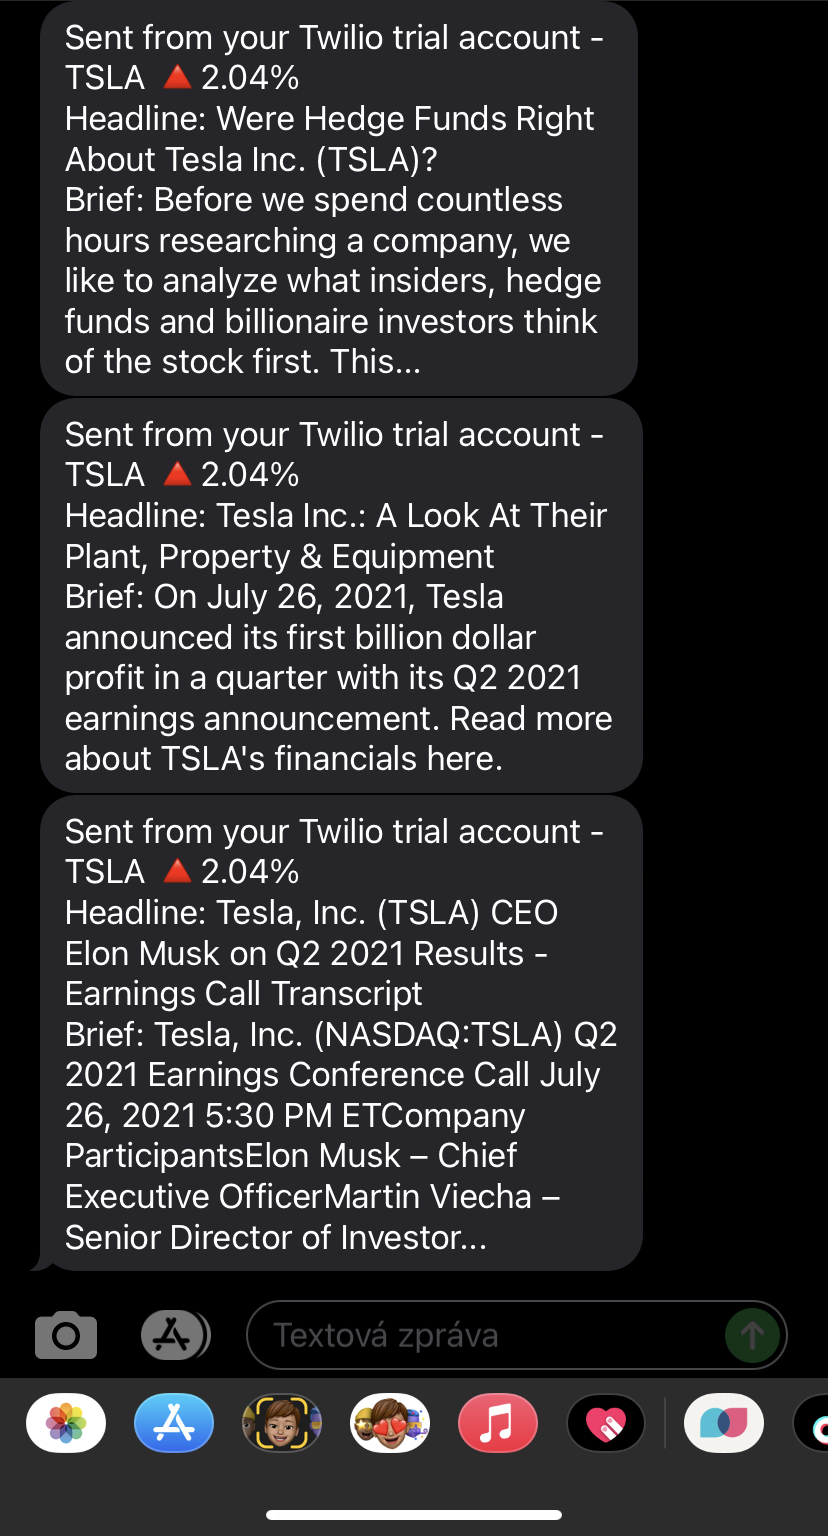 Sent from your Twilio trial account -
TSLA 🔺2.04%
Headline: Were Hedge Funds Right
About Tesla Inc. (TSLA)?
Brief: Before we spend countless
hours researching a company, we
like to analyze what insiders, hedge
funds and billionaire investors think
of the stock first. This...
Sent from your Twilio trial account -
TSLA 🔺2.04%
Headline: Tesla Inc.: A Look At Their
Plant, Property & Equipment
Brief: On July 26, 2021, Tesla
announced its first billion dollar
profit in a quarter with its Q2 2021
earnings announcement. Read more
about TSLA's financials here.
Sent from your Twilio trial account -
TSLA 🔺2.04%
Headline: Tesla, Inc. (TSLA) CEO
Elon Musk on Q2 2021 Results -
Earnings Call Transcript
Brief: Tesla, Inc. (NASDAQ:TSLA) Q2
2021 Earnings Conference Call July
26, 2021 5:30 PM ETCompany
ParticipantsElon Musk – Chief
Executive OfficerMartin Viecha –
Senior Director of Investor...
Textová zpráva